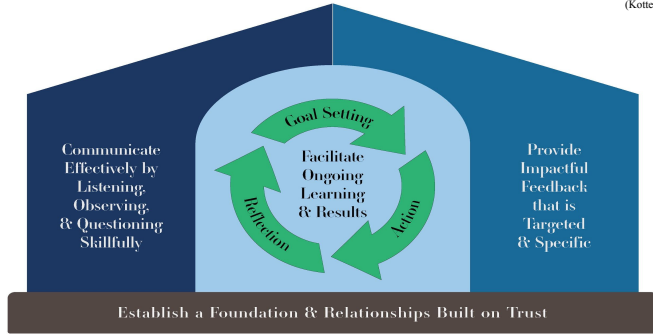 (Kotte
Communicate
Effectively by
Listening,
Observing,
& Questioning
Skillfully
Goal Setting
Facilitate
Ongoing
Learning
& Results
Action
Reflection
Provide
Impactful
Feedback
that is
Targeted
& Specific
Establish a Foundation & Relationships Built on Trust